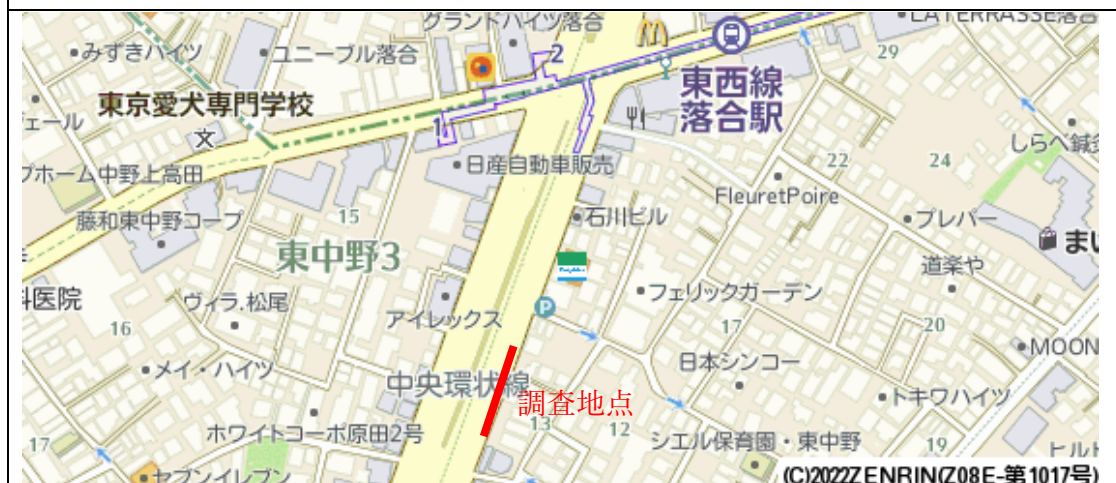 グランドハイツ落合
LATERRASSE落合
みずきハイツ
ユニーブル落合
2
29
東京愛犬専門学校
東西線
落合駅
ェール
文
1
しらべ鍼灸
プホーム中野上高田
日産自動車販売
22
24
FleuretPoire
藤和東中野コープ
15
石川ビル
プレバー
東中野3
まい
道楽や
科医院
ヴィラ.松尾
フェリックガーデン
P
アイレックス
16
17
20
日本シンコー
MOON
メイ・ハイツ
中央環状線
トキワハイツ
調査地点
13
12
ホワイトコーポ原田2号
シエル保育園・東中野
19
17
ヒルト
セブンイレブン
(C)2022ZENRIN(Z08E-第1017号)